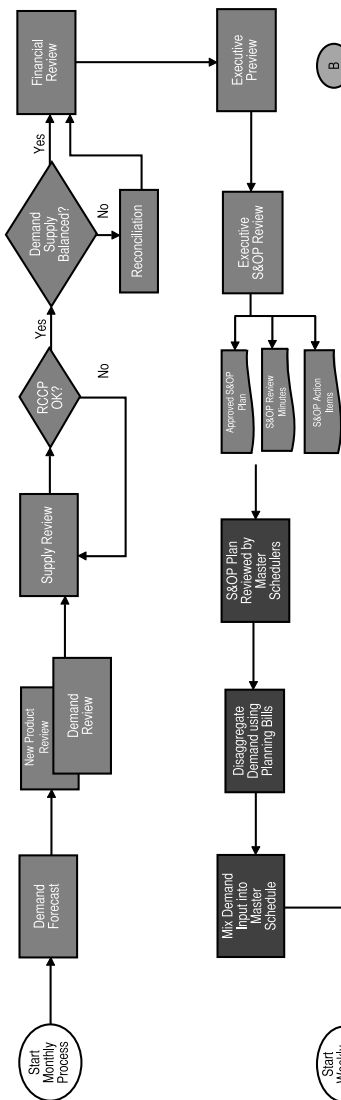 Start
Monthly
Process
Demand
Forecast
New Product
Review
Demand
Review
Supply Review
RCCP
OK?
Yes
No
Demand
Supply
Balanced?
Yes
No
Reconciliation
Financial
Review
Executive
Preview
Executive
S&OP Review
Approved S&OP
Plan
S&OP Review
Minutes
S&OP Action
Items
S&OP Plan
Reviewed by
Master
Schedulers
Disaggregate
Demand using
Planning Bills
Mix Demand
Input into
Master
Schedule
B
Start